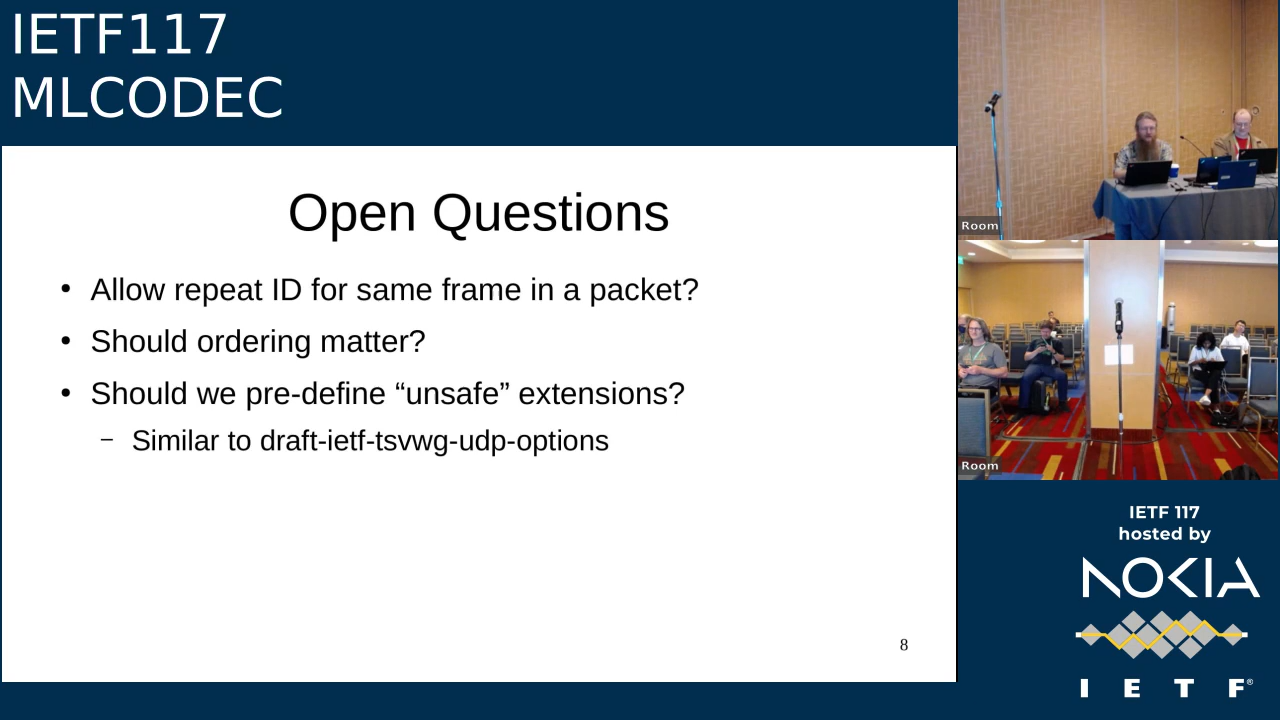 IETF117
MLCODEC
Open Questions
• Allow repeat ID for same frame in a packet?
• Should ordering matter?
• Should we pre-define “unsafe” extensions?
– Similar to draft-ietf-tsvwg-udp-options
8
Room
Room
IETF 117
hosted by
NOKIA
I E T F®